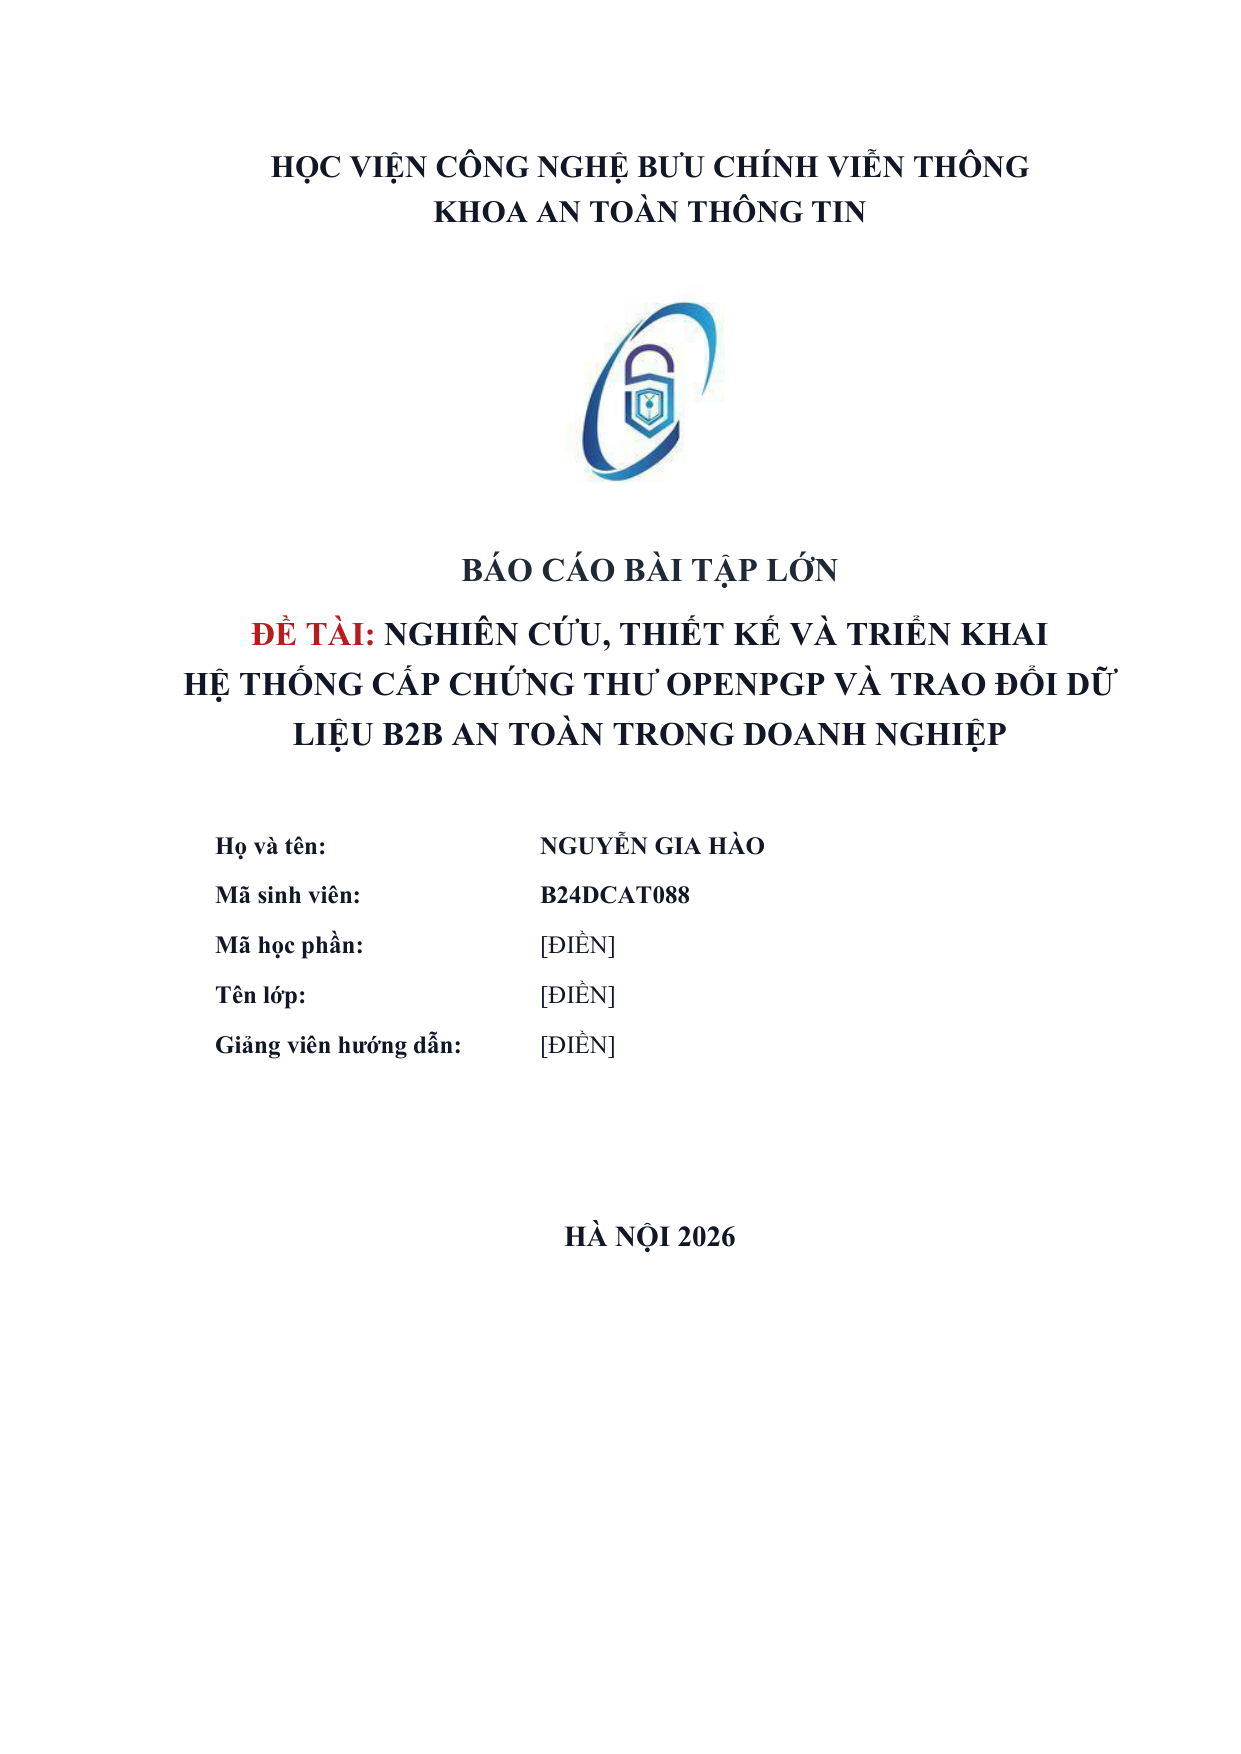 HỌC VIỆN CÔNG NGHỆ BƯU CHÍNH VIỄN THÔNG
KHOA AN TOÀN THÔNG TIN
BÁO CÁO BÀI TẬP LỚN
ĐỀ TÀI: NGHIÊN CỨU, THIẾT KẾ VÀ TRIỂN KHAI
HỆ THỐNG CẤP CHỨNG THƯ OPENPGP VÀ TRAO ĐỔI DỮ
LIỆU B2B AN TOÀN TRONG DOANH NGHIỆP
Họ và tên: NGUYỄN GIA HÀO
Mã sinh viên: B24DCAT088
Mã học phần: [ĐIỀN]
Tên lớp: [ĐIỀN]
Giảng viên hướng dẫn: [ĐIỀN]
HÀ NỘI 2026